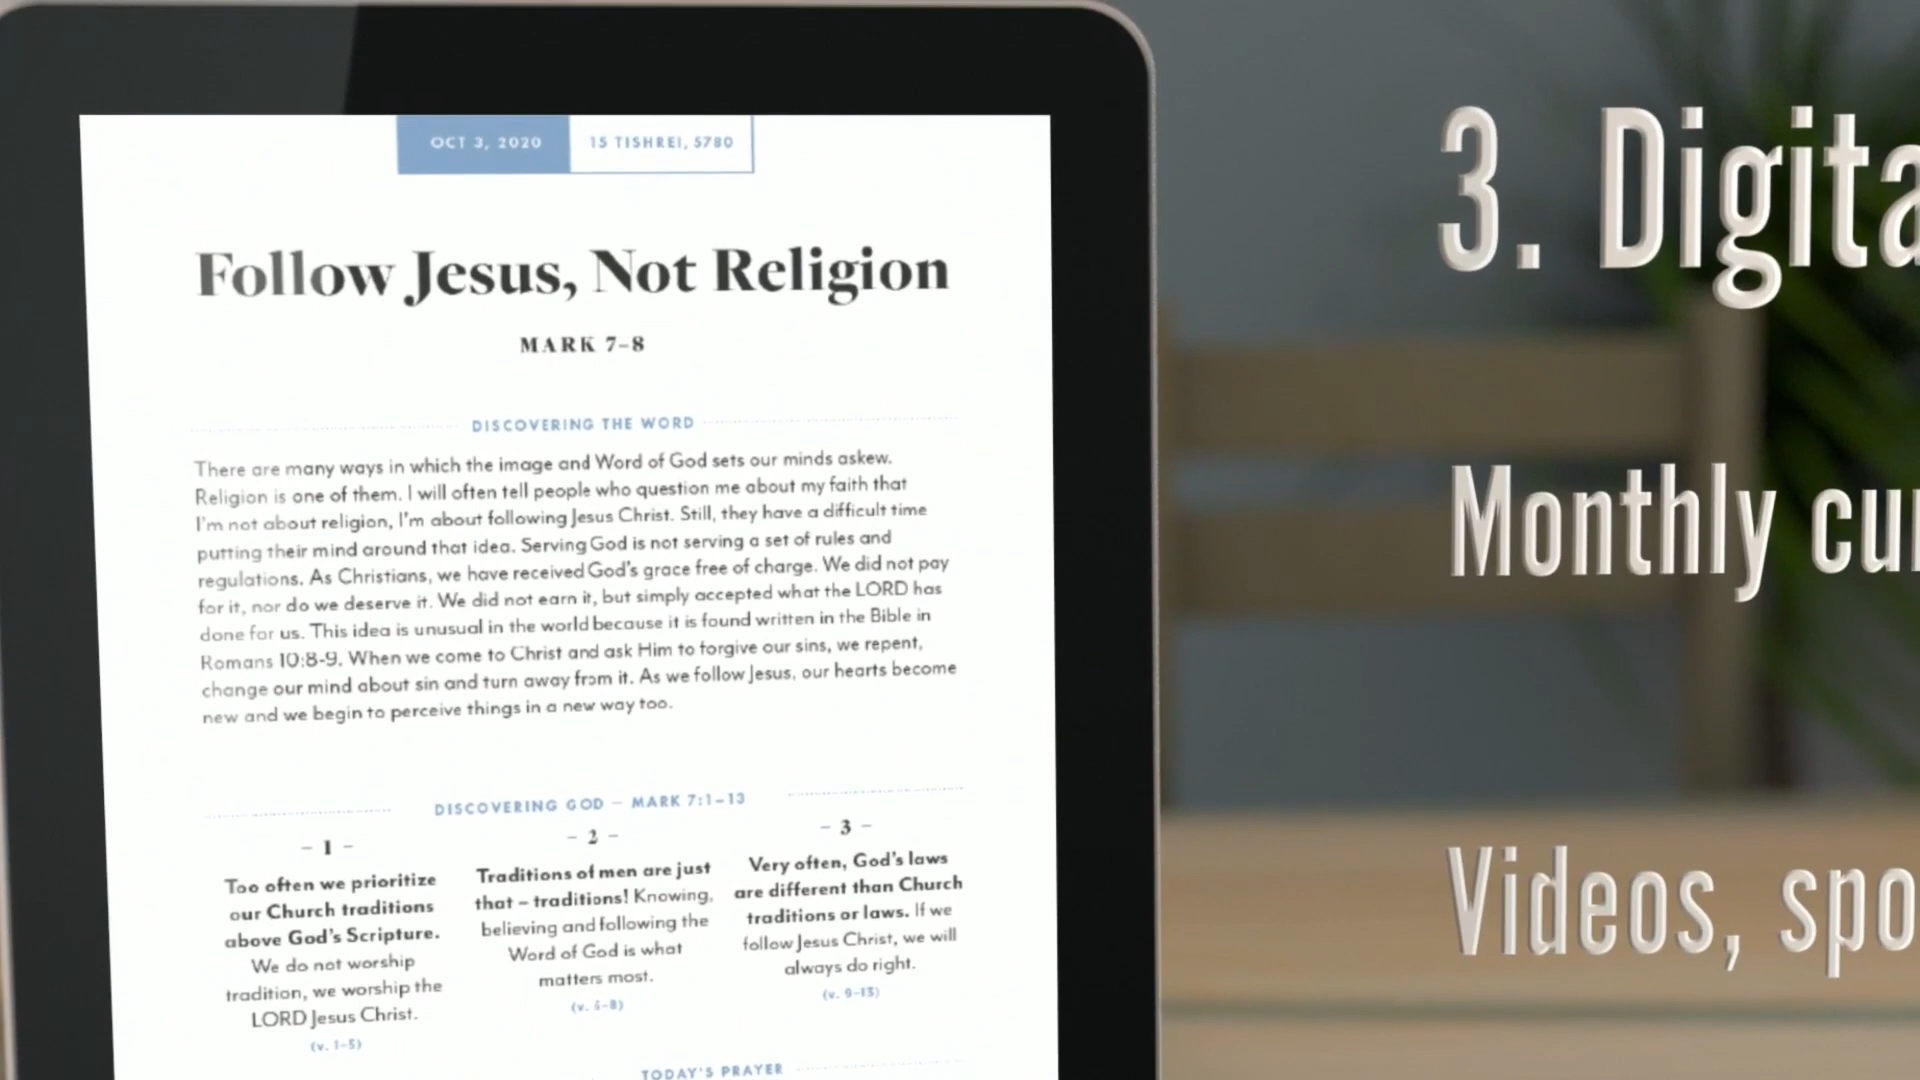 OCT 3, 2020
15 TISHREI, 5780
Follow Jesus, Not Religion
MARK 7-8
DISCOVERING THE WORD
There are many ways in which the image and Word of God sets our minds askew.
Religion is one of them. I will often tell people who question me about my faith that
I'm not about religion, I'm about following Jesus Christ. Still, they have a difficult time
putting their mind around that idea. Serving God is not serving a set of rules and
regulations. As Christians, we have received God's grace free of charge. We did not pay
for it, nor do we deserve it. We did not earn it, but simply accepted what the LORD has
done for us. This idea is unusual in the world because it is found written in the Bible in
Romans 10:8-9. When we come to Christ and ask Him to forgive our sins, we repent,
change our mind about sin and turn away from it. As we follow Jesus, our hearts become
new and we begin to perceive things in a new way too.
DISCOVERING GOD – MARK 7:1–13
– 1 –
Too often we prioritize
our Church traditions
above God's Scripture.
We do not worship
tradition, we worship the
LORD Jesus Christ.
(v. 1-5)
– 2 –
Traditions of men are just
that – traditions! Knowing,
believing and following the
Word of God is what
matters most.
(v. 6-8)
– 3 –
Very often, God's laws
are different than Church
traditions or laws. If we
follow Jesus Christ, we will
always do right.
(v. 9-13)
TODAY'S PRAYER
3. Digita
Monthly cu
Videos, spo